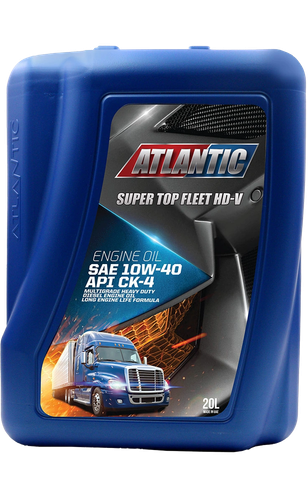 ATLANTIC
ATLANTIC
SUPER TOP FLEET HD-V
ENGINE OIL
SAE 10W-40
API CK-4
MULTIGRADE HEAVY DUTY
DIESEL ENGINE OIL
LONG ENGINE LIFE FORMULA
20L